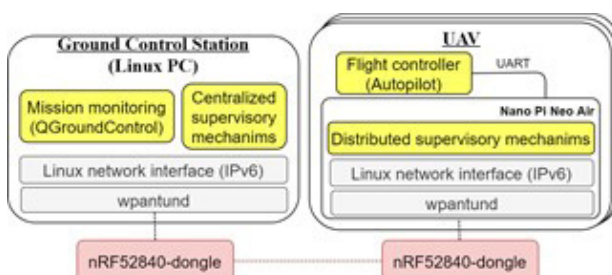 Ground Control Station
(Linux PC)
Mission monitoring
(QGroundControl)
Centralized
supervisory
mechanims
Linux network interface (IPv6)
wpantund
nRF52840-dongle
UAV
Flight controller
(Autopilot)
UART
Nano Pi Neo Air
Distributed supervisory mechanims
Linux network interface (IPv6)
wpantund
nRF52840-dongle